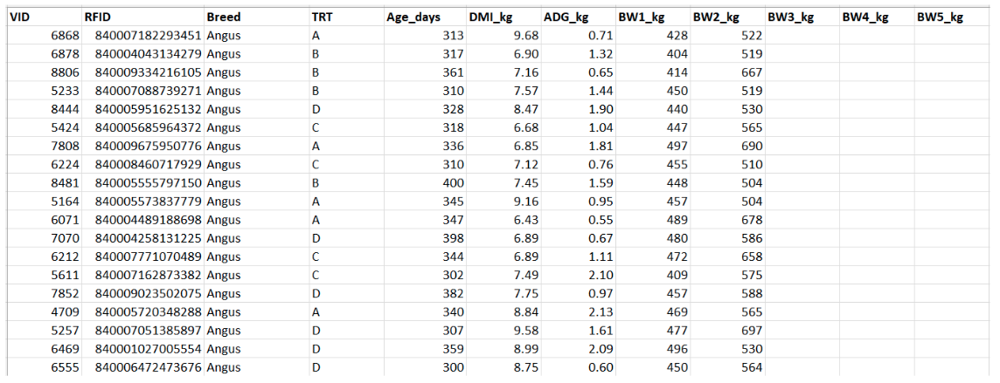 VID RFID Breed TRT Age_days DMI_kg ADG_kg BW1_kg BW2_kg BW3_kg BW4_kg BW5_kg
6868 840007182293451 Angus A 313 9.68 0.71 428 522
6878 840004043134279 Angus B 317 6.90 1.32 404 519
8806 840009334216105 Angus B 361 7.16 0.65 414 667
5233 840007088739271 Angus B 310 7.57 1.44 450 519
8444 840005951625132 Angus D 328 8.47 1.90 440 530
5424 840005685964372 Angus C 318 6.68 1.04 447 565
7808 840009675950776 Angus A 336 6.85 1.81 497 690
6224 840008460717929 Angus C 310 7.12 0.76 455 510
8481 840005555797150 Angus B 400 7.45 1.59 448 504
5164 840005573837779 Angus A 345 9.16 0.95 457 504
6071 840004489188698 Angus A 347 6.43 0.55 489 678
7070 840004258131225 Angus D 398 6.89 0.67 480 586
6212 840007771070489 Angus C 344 6.89 1.11 472 658
5611 840007162873382 Angus C 302 7.49 2.10 409 575
7852 840009023502075 Angus D 382 7.75 0.97 457 588
4709 840005720348288 Angus A 340 8.84 2.13 469 565
5257 840007051385897 Angus D 307 9.58 1.61 477 697
6469 840001027005554 Angus D 359 8.99 2.09 496 530
6555 840006472473676 Angus D 300 8.75 0.60 450 564